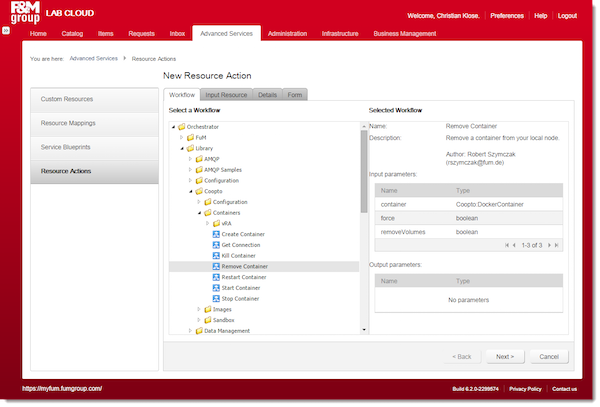 F&M
group
LAB CLOUD
Welcome, Christian Klose.
Preferences
Help
Logout
Home
Catalog
Items
Requests
Inbox
Advanced Services
Administration
Infrastructure
Business Management
You are here:
Advanced Services
Resource Actions
Custom Resources
Resource Mappings
Service Blueprints
Resource Actions
New Resource Action
Workflow
Input Resource
Details
Form
Select a Workflow
Orchestrator
FuM
Library
AMQP
AMQP Samples
Configuration
Coopto
Configuration
Containers
vRA
Create Container
Get Connection
Kill Container
Remove Container
Restart Container
Start Container
Stop Container
Images
Sandbox
Data Management
Selected Workflow
Name:
Remove Container
Description:
Remove a container from your local node.
Author: Robert Szymczak
(rszymczak@fum.de)
Input parameters:
Name Type
container Coopto:DockerContainer
force boolean
removeVolumes boolean
1-3 of 3
Output parameters:
Name Type
No parameters
< Back
Next >
Cancel
https://myfum.fumgroup.com/
Build 6.2.0-2288574
Privacy Policy
Contact us